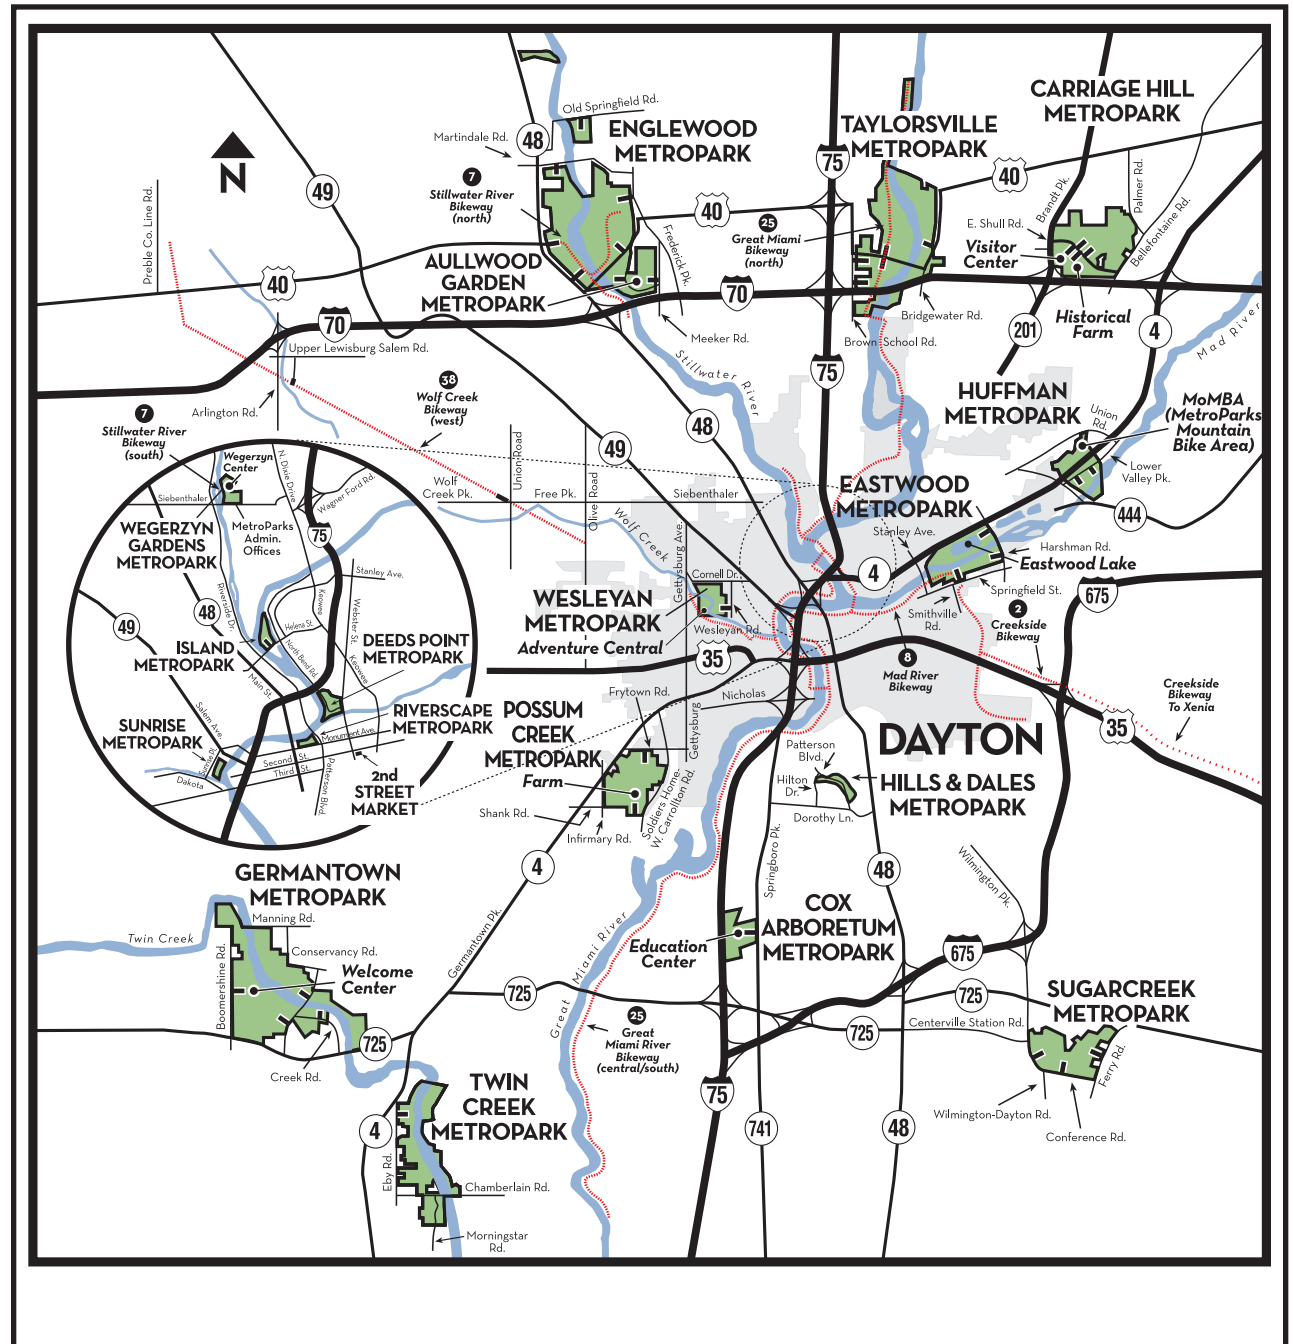 CARRIAGE HILL
METROPARK
Old Springfield Rd.
ENGLEWOOD
METROPARK
TAYLORSVILLE
METROPARK
Martindale Rd.
48
75
N
49
7
Stillwater River
Bikeway
(north)
40
40
Preble Co. Line Rd.
Brandt Pk.
Palmer Rd.
Bellefontaine Rd.
25
Great Miami
Bikeway
(north)
E. Shull Rd.
Visitor
Center
Frederick Pk.
AULLWOOD
GARDEN
METROPARK
40
70
70
Bridgewater Rd.
Historical
Farm
Meeker Rd.
Brown School Rd.
201
4
Mad River
Upper Lewisburg Salem Rd.
Stillwater River
75
38
Wolf Creek
Bikeway
(west)
Arlington Rd.
HUFFMAN
METROPARK
MoMBA
(MetroParks
Mountain
Bike Area)
Union
Rd.
7
Stillwater River
Bikeway
(south)
48
49
Lower
Valley Pk.
Wegerzyn
Center
N. Dixie Drive
Wagner Ford Rd.
Union Road
Olive Road
Wolf
Creek Pk.
Free Pk.
Siebenthaler
EASTWOOD
METROPARK
444
Siebenthaler
WEGERZYN
GARDENS
METROPARK
MetroParks
Admin.
Offices
75
Wolf Creek
Gettysburg Ave.
Stanley Ave.
Harshman Rd.
Eastwood Lake
4
Stanley Ave.
Cornell Dr.
Springfield St.
675
Riverside Dr.
48
Keowee
Webster St.
WESLEYAN
METROPARK
Adventure Central
Wesleyan Rd.
Smithville
Rd.
2
Creekside
Bikeway
49
Helena St.
North Bend Rd.
ISLAND
METROPARK
DEEDS POINT
METROPARK
35
8
Mad River
Bikeway
Main St.
Keowee
Creekside
Bikeway
To Xenia
Frytown Rd.
Nicholas
Salem Ave.
RIVERSCAPE
METROPARK
POSSUM
CREEK
METROPARK
Farm
Gettysburg
35
SUNRISE
METROPARK
Monument Ave.
DAYTON
Second St.
Third St.
Dakota
Patterson Blvd.
2nd
STREET
MARKET
Patterson
Blvd.
Hilton
Dr.
HILLS & DALES
METROPARK
Shank Rd.
Infirmary Rd.
Soldiers Home-
W. Carrollton Rd.
Dorothy Ln.
Springboro Pk.
4
48
Wilmington Pk.
GERMANTOWN
METROPARK
Manning Rd.
COX
ARBORETUM
METROPARK
Twin Creek
Boomershine Rd.
Conservancy Rd.
Germantown Pk.
Great Miami River
Education
Center
675
Welcome
Center
725
725
SUGARCREEK
METROPARK
25
Great
Miami River
Bikeway
(central/south)
725
Centerville Station Rd.
725
Creek Rd.
Ferry Rd.
TWIN
CREEK
METROPARK
75
Wilmington-Dayton Rd.
4
741
48
Conference Rd.
Eby Rd.
Chamberlain Rd.
Morningstar
Rd.